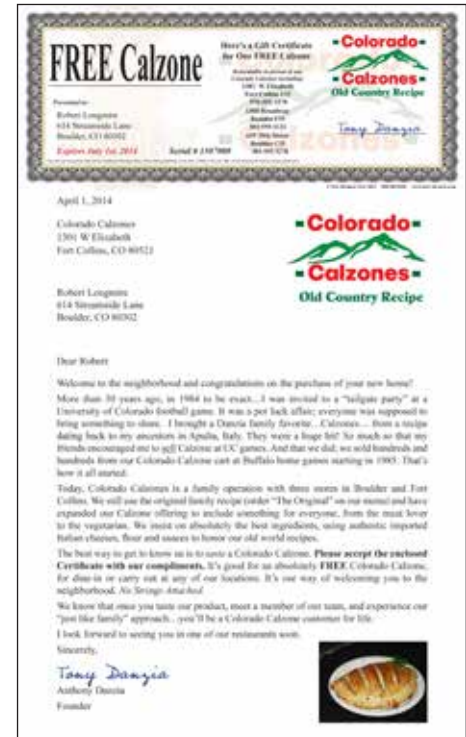 FREE Calzone
Here's a Gift Certificate
for One FREE Calzone
Colorado
Calzones
Old Country Recipe
Presented to:
Robert Longmire
614 Streamside Lane
Boulder, CO 80302
Expires July 1st, 2014
Serial #
Tony Danzia
April 1, 2014
Colorado Calzones
1301 W Elizabeth
Fort Collins, CO 80521
Colorado
Calzones
Old Country Recipe
Robert Longmire
614 Streamside Lane
Boulder, CO 80302
Dear Robert
Welcome to the neighborhood and congratulations on the purchase of your new home!
More than 30 years ago, in 1984 to be exact...I was invited to a "tailgate party" at a
University of Colorado football game. It was a pot luck affair; everyone was supposed to
bring something to share. I brought a Danzia family favorite...Calzones... from a recipe
dating back to my ancestors in Apulia, Italy. They were a huge hit! So much so that my
friends encouraged me to sell Calzone at UC games. And that we did; we sold hundreds and
hundreds from our Colorado Calzone cart at Buffalo home games starting in 1985. That's
how it all started.
Today, Colorado Calzones is a family operation with three stores in Boulder and Fort
Collins. We still use the original family recipe (order "The Original" on our menu) and have
expanded our Calzone offering to include something for everyone, from the meat lover
to the vegetarian. We insist on absolutely the best ingredients, using authentic imported
Italian cheeses, flour and sauces to honor our old world recipes.
The best way to get to know us is to taste a Colorado Calzone. Please accept the enclosed
Certificate with our compliments. It's good for an absolutely FREE Colorado Calzone,
for dine-in or carry out at any of our locations. It's our way of welcoming you to the
neighborhood. No Strings Attached
We know that once you taste our product, meet a member of our team, and experience our
"just like family" approach...you'll be a Colorado Calzone customer for life.
I look forward to seeing you in one of our restaurants soon.
Sincerely,
Tony Danzia
Anthony Danzia
Founder